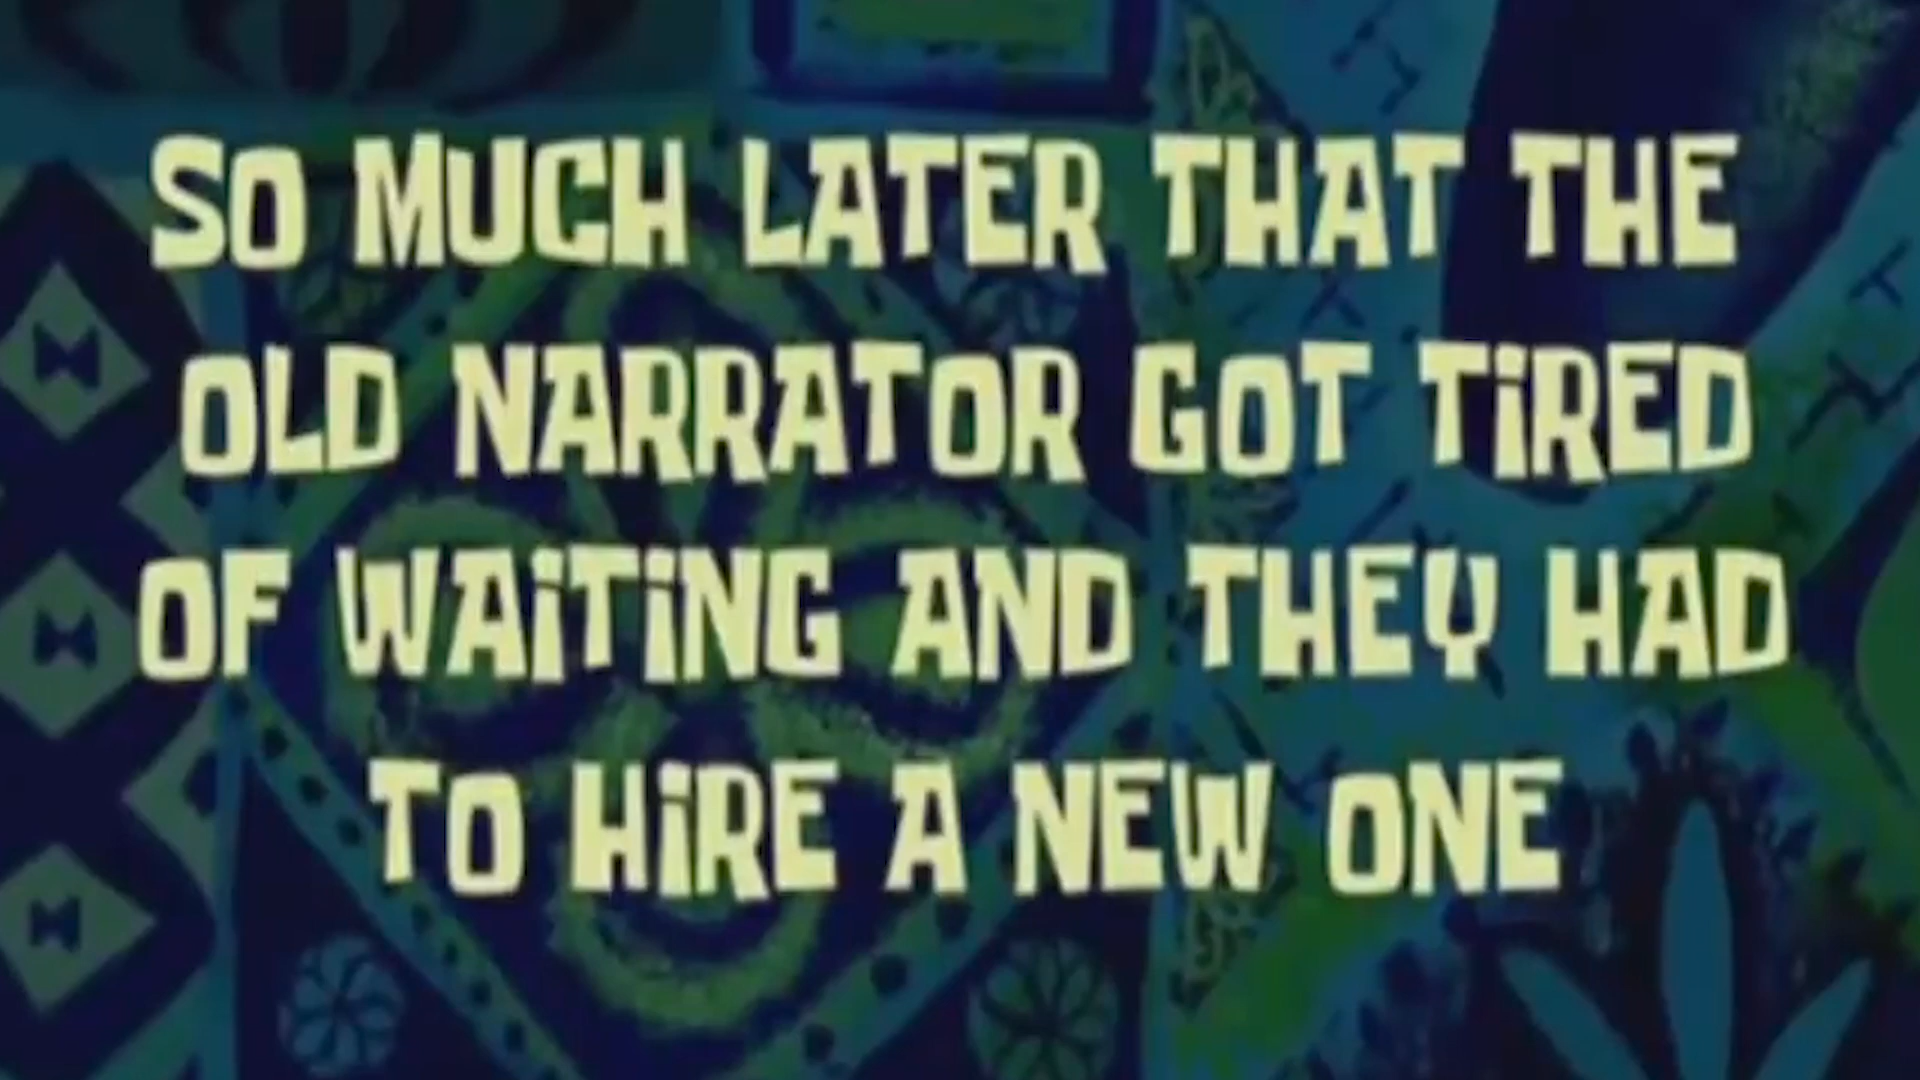 SO MUCH LATER THAT THE
OLD NARRATOR GOT TiRED
OF WAiTiNG AND THEY HAD
TO HiRE A NEW ONE